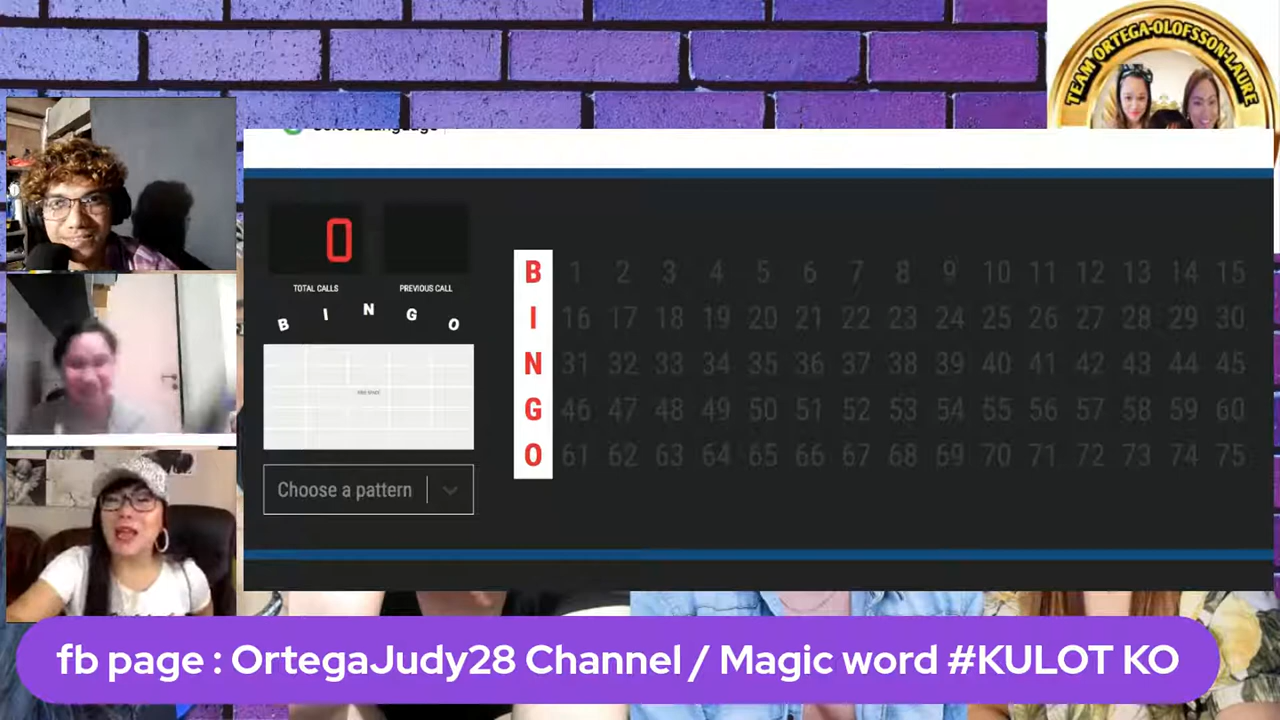 TEAM ORTEGA-OLOFSSON-LAURE
Select Language
0
TOTAL CALLS
PREVIOUS CALL
B I N G O
Choose a pattern
B 1 2 3 4 5 6 7 8 9 10 11 12 13 14 15
I 16 17 18 19 20 21 22 23 24 25 26 27 28 29 30
N 31 32 33 34 35 36 37 38 39 40 41 42 43 44 45
G 46 47 48 49 50 51 52 53 54 55 56 57 58 59 60
O 61 62 63 64 65 66 67 68 69 70 71 72 73 74 75
fb page : OrtegaJudy28 Channel / Magic word #KULOT KO